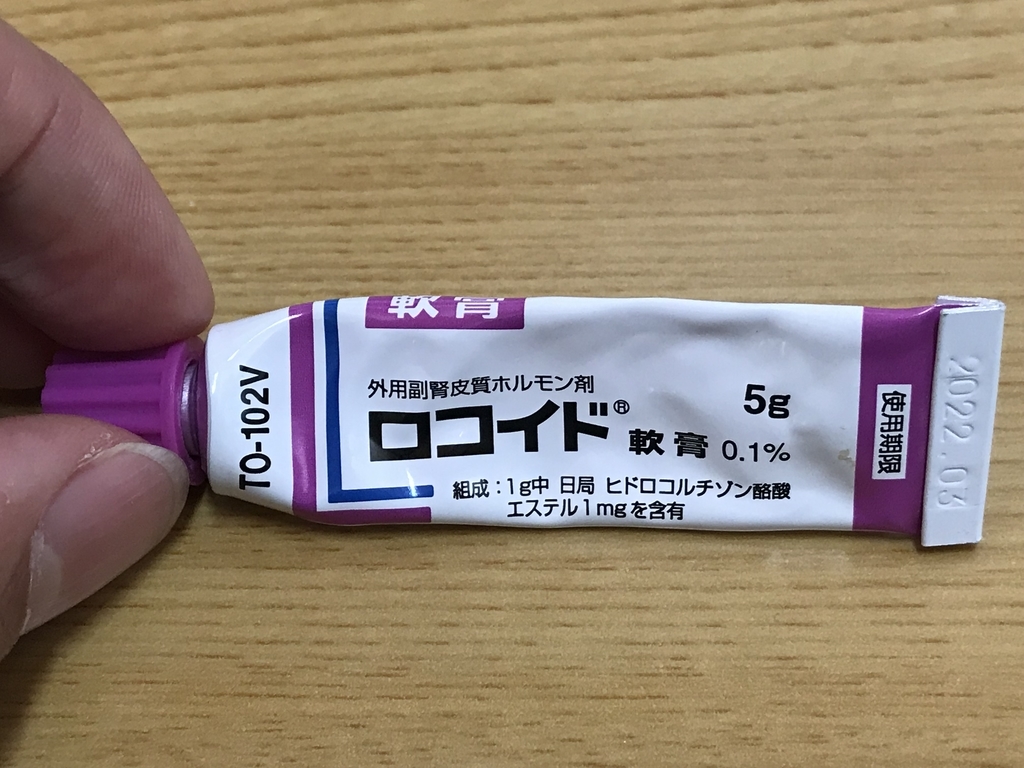 軟膏
TO-102V
外用副腎皮質ホルモン剤
ロコイド® 軟膏 0.1%
5g
組成:1g中 日局 ヒドロコルチゾン酪酸
エステル1mgを含有
使用期限
2022.03